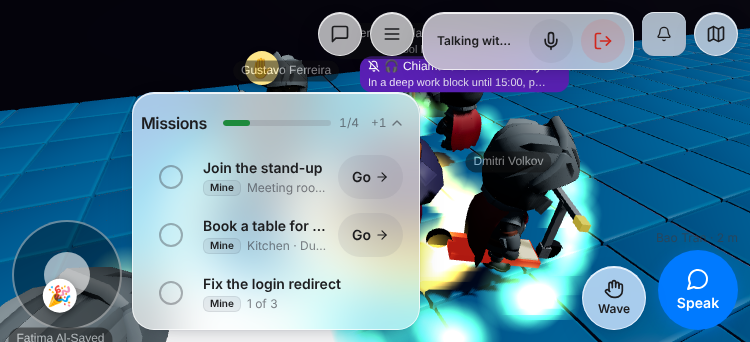 Talking wit...
Gustavo Ferreira
Chiam
In a deep work block until 15:00, p...
Missions
1/4
+1
Join the stand-up
Mine
Meeting roo...
Go →
Dmitri Volkov
Book a table for ...
Mine
Kitchen · Du...
Go →
Fix the login redirect
Mine
1 of 3
Wave
Speak
Fatima Al-Sayed